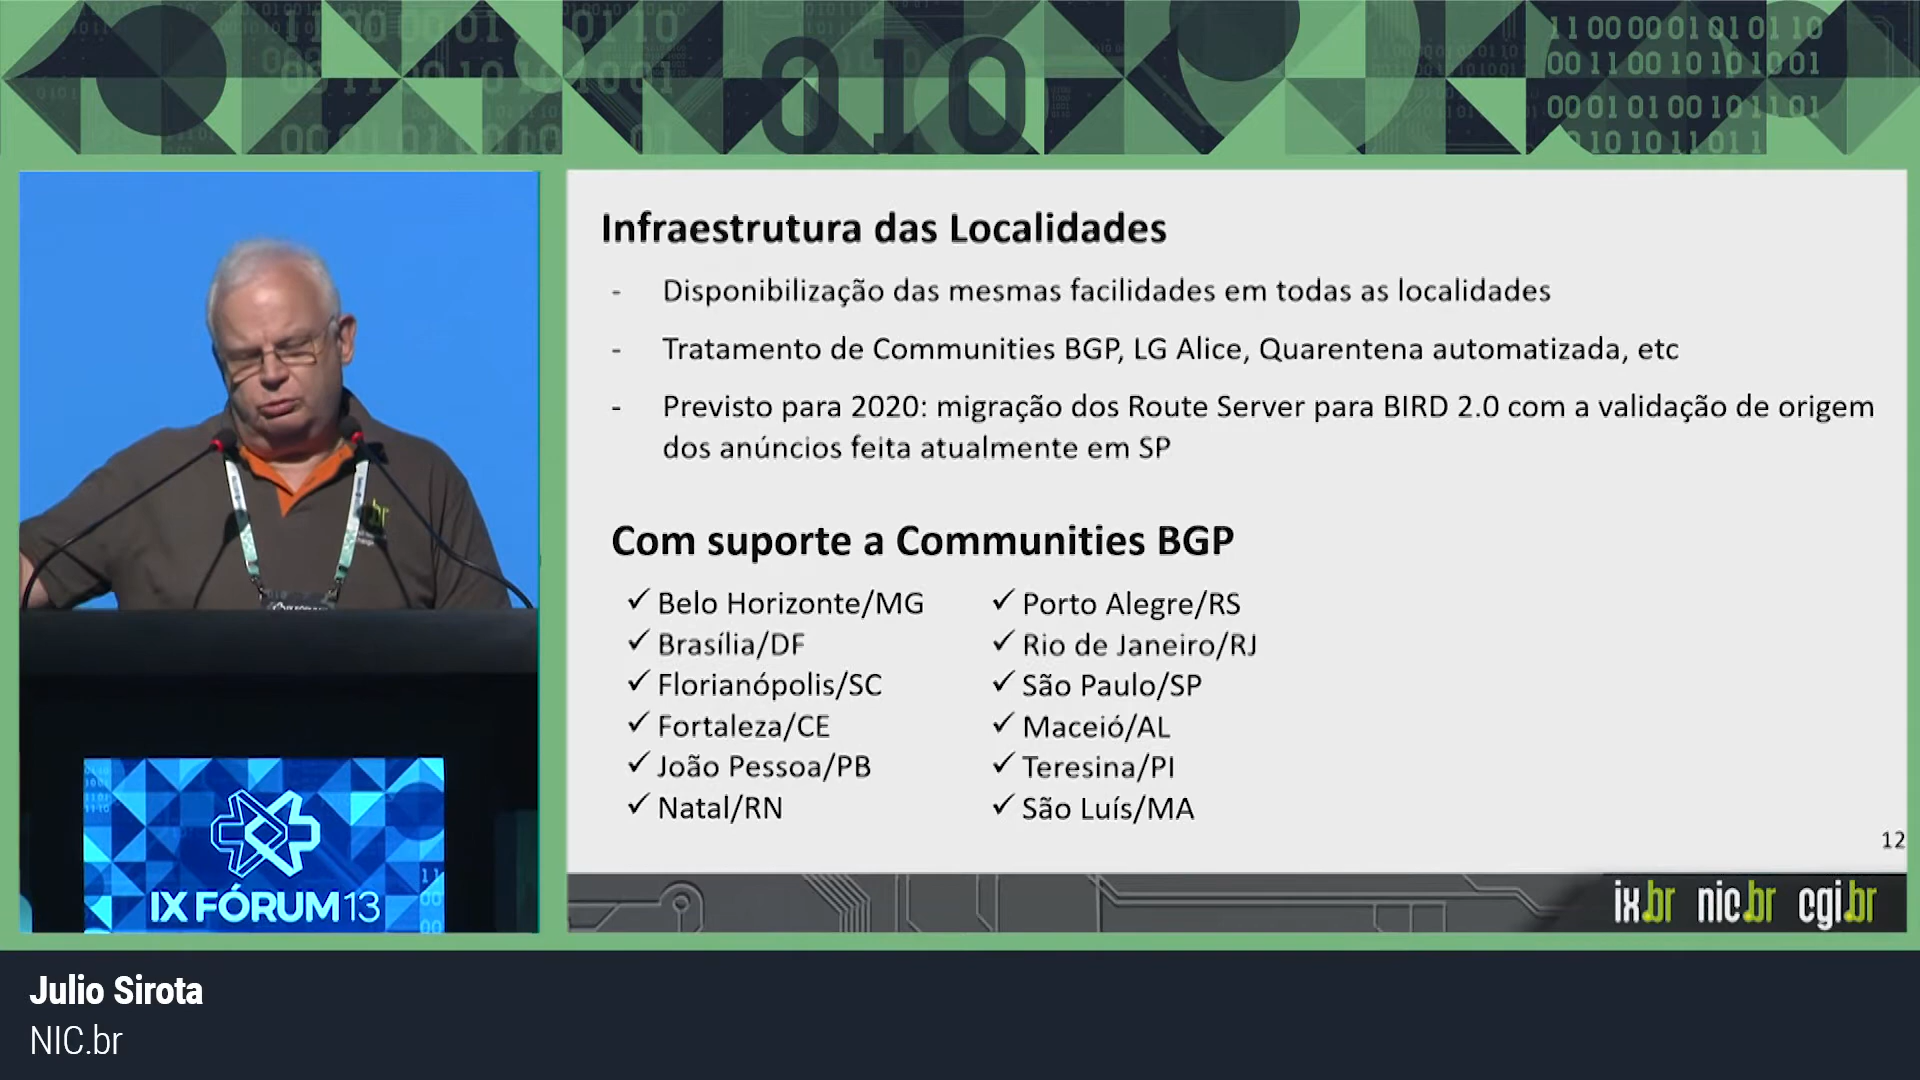 Infraestrutura das Localidades
- Disponibilização das mesmas facilidades em todas as localidades
- Tratamento de Communities BGP, LG Alice, Quarentena automatizada, etc
- Previsto para 2020: migração dos Route Server para BIRD 2.0 com a validação de origem
dos anúncios feita atualmente em SP
Com suporte a Communities BGP
✓ Belo Horizonte/MG
✓ Brasília/DF
✓ Florianópolis/SC
✓ Fortaleza/CE
✓ João Pessoa/PB
✓ Natal/RN
✓ Porto Alegre/RS
✓ Rio de Janeiro/RJ
✓ São Paulo/SP
✓ Maceió/AL
✓ Teresina/PI
✓ São Luís/MA
12
ix.br nic.br cgi.br
IX FÓRUM 13
Julio Sirota
NIC.br